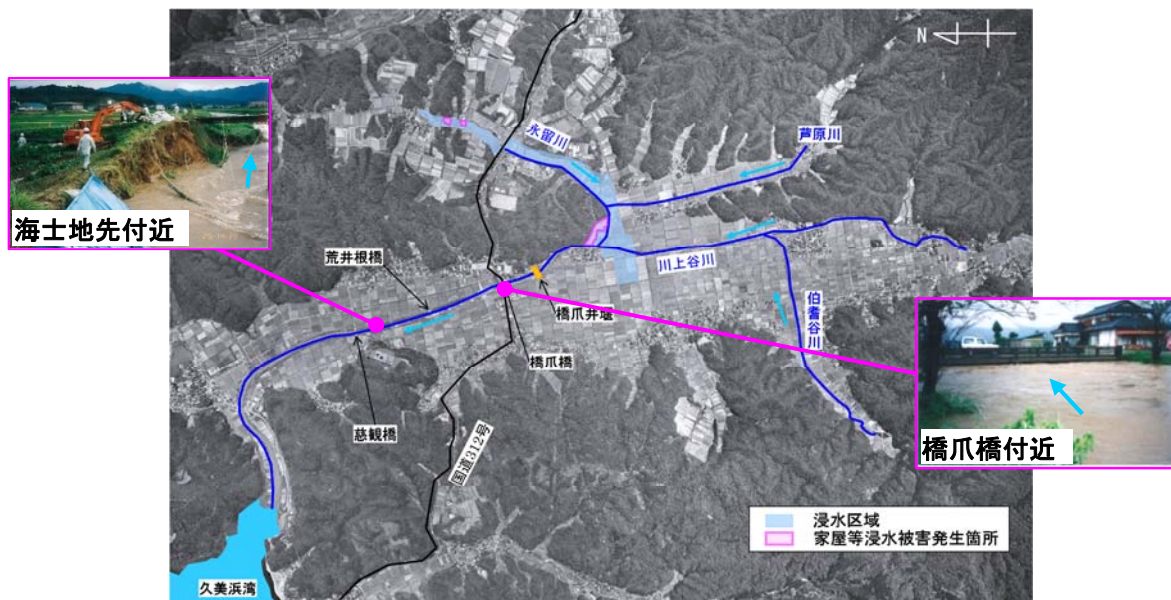 N
永留川
芦原川
海士地先付近
荒井根橋
川上谷川
橋爪井堰
伯耆谷川
橋爪橋
慈観橋
橋爪橋付近
国道312号
浸水区域
家屋等浸水被害発生箇所
久美浜湾